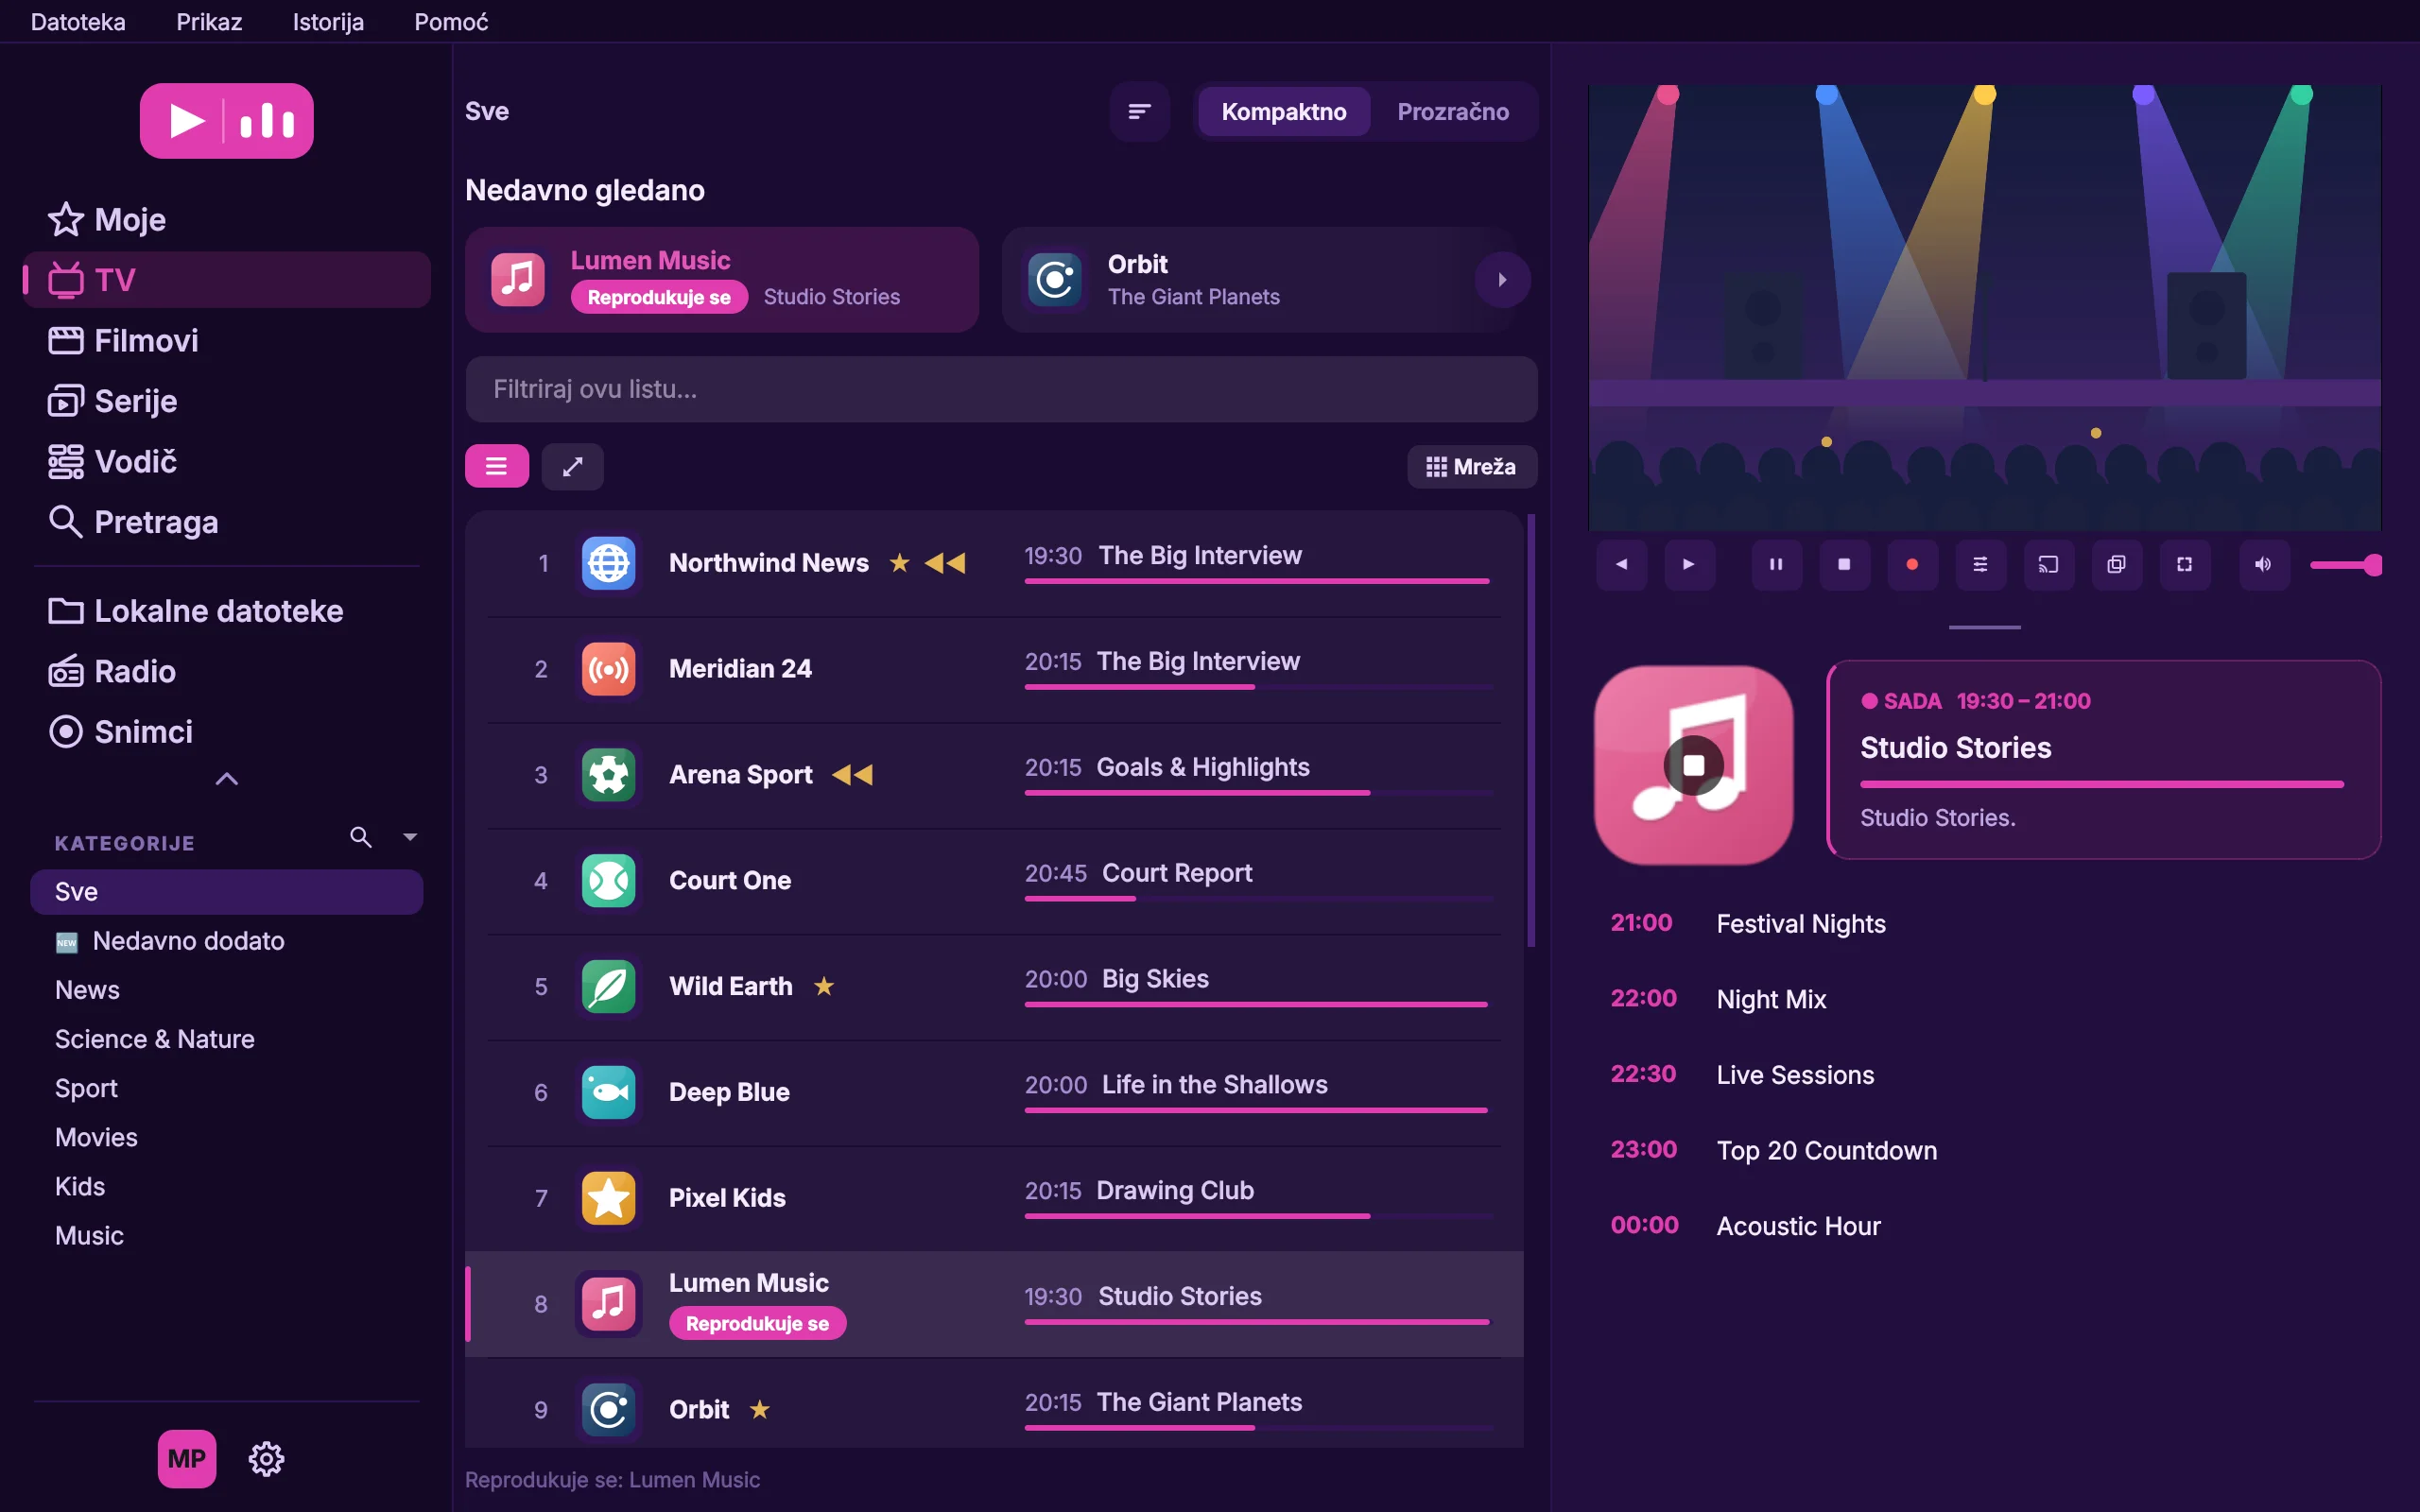 Datoteka Prikaz Istorija Pomoć
Moje
TV
Filmovi
Serije
Vodič
Pretraga
Lokalne datoteke
Radio
Snimci
KATEGORIJE
Sve
NEW Nedavno dodato
News
Science & Nature
Sport
Movies
Kids
Music
MP
Sve
Kompaktno Prozračno
Nedavno gledano
Lumen Music
Reprodukuje se Studio Stories
Orbit
The Giant Planets
Filtriraj ovu listu...
Mreža
1 Northwind News 19:30 The Big Interview
2 Meridian 24 20:15 The Big Interview
3 Arena Sport 20:15 Goals & Highlights
4 Court One 20:45 Court Report
5 Wild Earth 20:00 Big Skies
6 Deep Blue 20:00 Life in the Shallows
7 Pixel Kids 20:15 Drawing Club
8 Lumen Music 19:30 Studio Stories
Reprodukuje se
9 Orbit 20:15 The Giant Planets
Reprodukuje se: Lumen Music
SADA 19:30 – 21:00
Studio Stories
Studio Stories.
21:00 Festival Nights
22:00 Night Mix
22:30 Live Sessions
23:00 Top 20 Countdown
00:00 Acoustic Hour